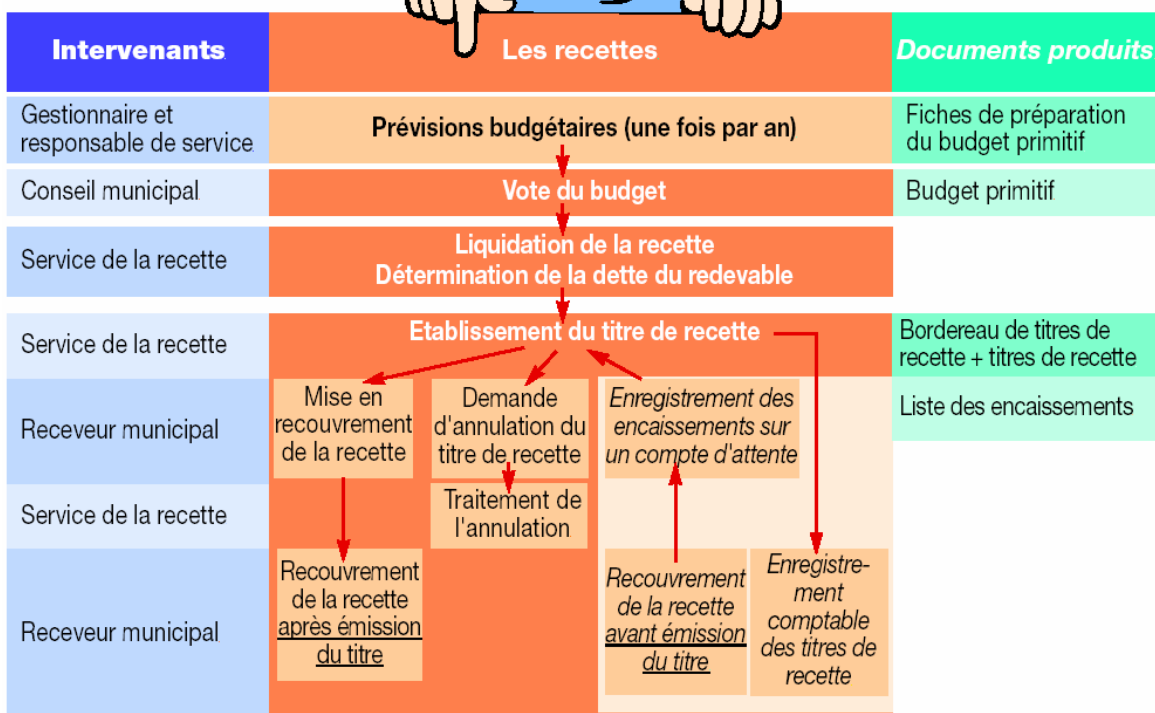 Intervenants
Les recettes
Documents produits
Gestionnaire et
responsable de service
Prévisions budgétaires (une fois par an)
Fiches de préparation
du budget primitif
Conseil municipal
Vote du budget
Budget primitif
Service de la recette
Liquidation de la recette
Détermination de la dette du redevable
Service de la recette
Etablissement du titre de recette
Bordereau de titres de
recette + titres de recette
Receveur municipal
Mise en
recouvrement
de la recette
Demande
d'annulation du
titre de recette
Enregistrement des
encaissements sur
un compte d'attente
Liste des encaissements
Service de la recette
Traitement de
l'annulation
Receveur municipal
Recouvrement
de la recette
après émission
du titre
Recouvrement
de la recette
avant émission
du titre
Enregistre-
ment
comptable
des titres de
recette